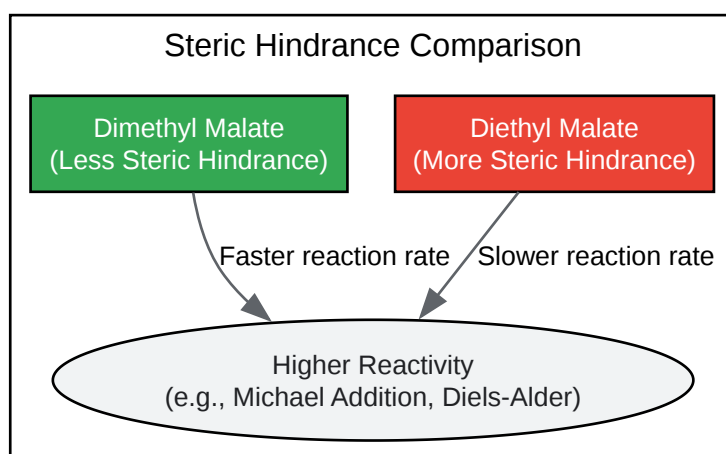 Steric Hindrance Comparison
Dimethyl Malate
(Less Steric Hindrance)
Diethyl Malate
(More Steric Hindrance)
Faster reaction rate
Slower reaction rate
Higher Reactivity
(e.g., Michael Addition, Diels-Alder)